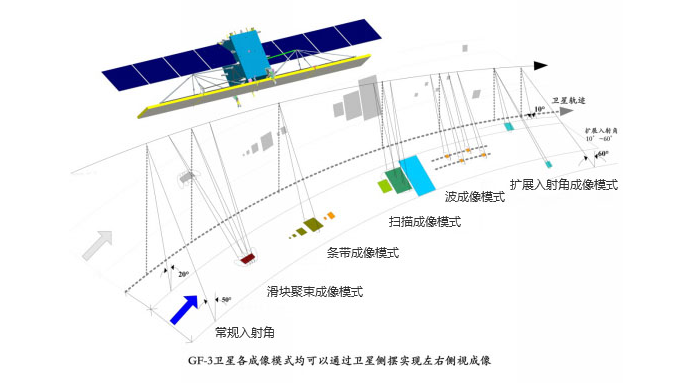 10°
卫星轨迹
扩展入射角
10° ~60°
60°
扩展入射角成像模式
波成像模式
扫描成像模式
条带成像模式
20°
滑块聚束成像模式
50°
常规入射角
GF-3卫星各成像模式均可以通过卫星侧摆实现左右侧视成像